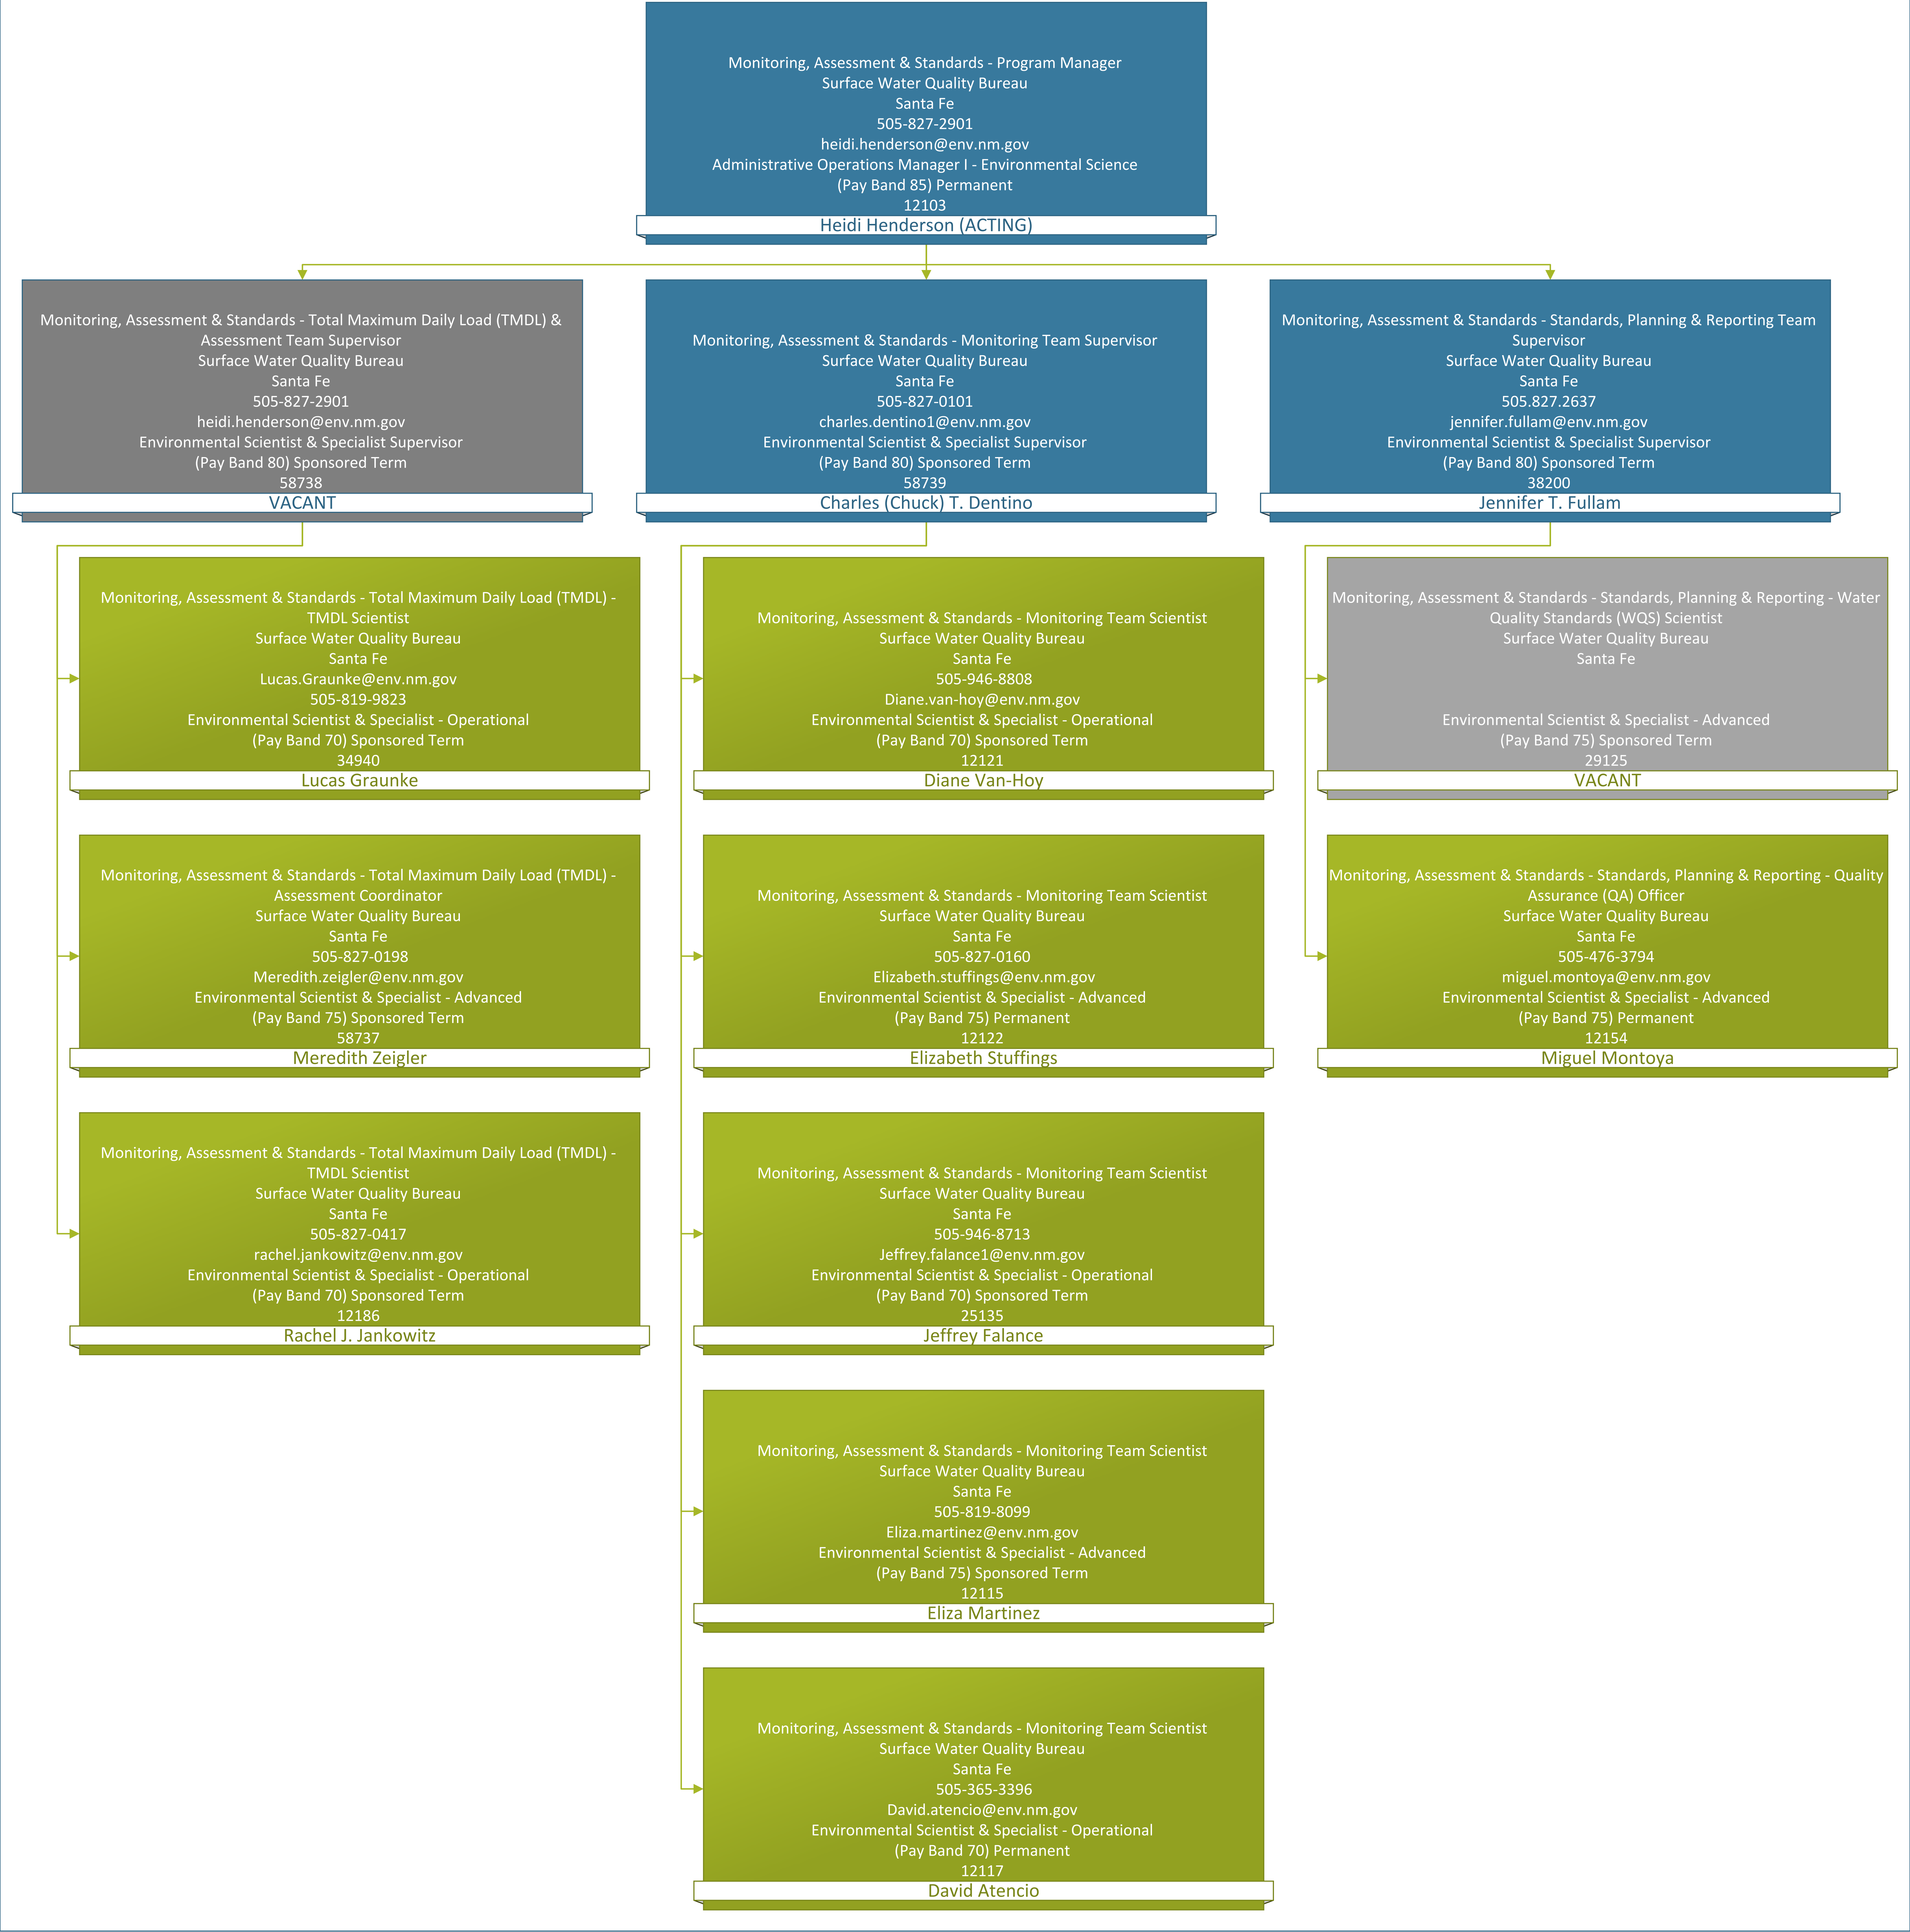 Monitoring, Assessment & Standards - Program Manager
Surface Water Quality Bureau
Santa Fe
505-827-2901
heidi.henderson@env.nm.gov
Administrative Operations Manager I - Environmental Science
(Pay Band 85) Permanent
12103
Heidi Henderson (ACTING)
Monitoring, Assessment & Standards - Total Maximum Daily Load (TMDL) &
Assessment Team Supervisor
Surface Water Quality Bureau
Santa Fe
505-827-2901
heidi.henderson@env.nm.gov
Environmental Scientist & Specialist Supervisor
(Pay Band 80) Sponsored Term
58738
VACANT
Monitoring, Assessment & Standards - Monitoring Team Supervisor
Surface Water Quality Bureau
Santa Fe
505-827-0101
charles.dentino1@env.nm.gov
Environmental Scientist & Specialist Supervisor
(Pay Band 80) Sponsored Term
58739
Charles (Chuck) T. Dentino
Monitoring, Assessment & Standards - Standards, Planning & Reporting Team
Supervisor
Surface Water Quality Bureau
Santa Fe
505.827.2637
jennifer.fullam@env.nm.gov
Environmental Scientist & Specialist Supervisor
(Pay Band 80) Sponsored Term
38200
Jennifer T. Fullam
Monitoring, Assessment & Standards - Total Maximum Daily Load (TMDL) -
TMDL Scientist
Surface Water Quality Bureau
Santa Fe
Lucas.Graunke@env.nm.gov
505-819-9823
Environmental Scientist & Specialist - Operational
(Pay Band 70) Sponsored Term
34940
Lucas Graunke
Monitoring, Assessment & Standards - Total Maximum Daily Load (TMDL) -
Assessment Coordinator
Surface Water Quality Bureau
Santa Fe
505-827-0198
Meredith.zeigler@env.nm.gov
Environmental Scientist & Specialist - Advanced
(Pay Band 75) Sponsored Term
58737
Meredith Zeigler
Monitoring, Assessment & Standards - Total Maximum Daily Load (TMDL) -
TMDL Scientist
Surface Water Quality Bureau
Santa Fe
505-827-0417
rachel.jankowitz@env.nm.gov
Environmental Scientist & Specialist - Operational
(Pay Band 70) Sponsored Term
12186
Rachel J. Jankowitz
Monitoring, Assessment & Standards - Monitoring Team Scientist
Surface Water Quality Bureau
Santa Fe
505-946-8808
Diane.van-hoy@env.nm.gov
Environmental Scientist & Specialist - Operational
(Pay Band 70) Sponsored Term
12121
Diane Van-Hoy
Monitoring, Assessment & Standards - Monitoring Team Scientist
Surface Water Quality Bureau
Santa Fe
505-827-0160
Elizabeth.stuffings@env.nm.gov
Environmental Scientist & Specialist - Advanced
(Pay Band 75) Permanent
12122
Elizabeth Stuffings
Monitoring, Assessment & Standards - Monitoring Team Scientist
Surface Water Quality Bureau
Santa Fe
505-946-8713
Jeffrey.falance1@env.nm.gov
Environmental Scientist & Specialist - Operational
(Pay Band 70) Sponsored Term
25135
Jeffrey Falance
Monitoring, Assessment & Standards - Monitoring Team Scientist
Surface Water Quality Bureau
Santa Fe
505-819-8099
Eliza.martinez@env.nm.gov
Environmental Scientist & Specialist - Advanced
(Pay Band 75) Sponsored Term
12115
Eliza Martinez
Monitoring, Assessment & Standards - Monitoring Team Scientist
Surface Water Quality Bureau
Santa Fe
505-365-3396
David.atencio@env.nm.gov
Environmental Scientist & Specialist - Operational
(Pay Band 70) Permanent
12117
David Atencio
Monitoring, Assessment & Standards - Standards, Planning & Reporting - Water
Quality Standards (WQS) Scientist
Surface Water Quality Bureau
Santa Fe
Environmental Scientist & Specialist - Advanced
(Pay Band 75) Sponsored Term
29125
VACANT
Monitoring, Assessment & Standards - Standards, Planning & Reporting - Quality
Assurance (QA) Officer
Surface Water Quality Bureau
Santa Fe
505-476-3794
miguel.montoya@env.nm.gov
Environmental Scientist & Specialist - Advanced
(Pay Band 75) Permanent
12154
Miguel Montoya